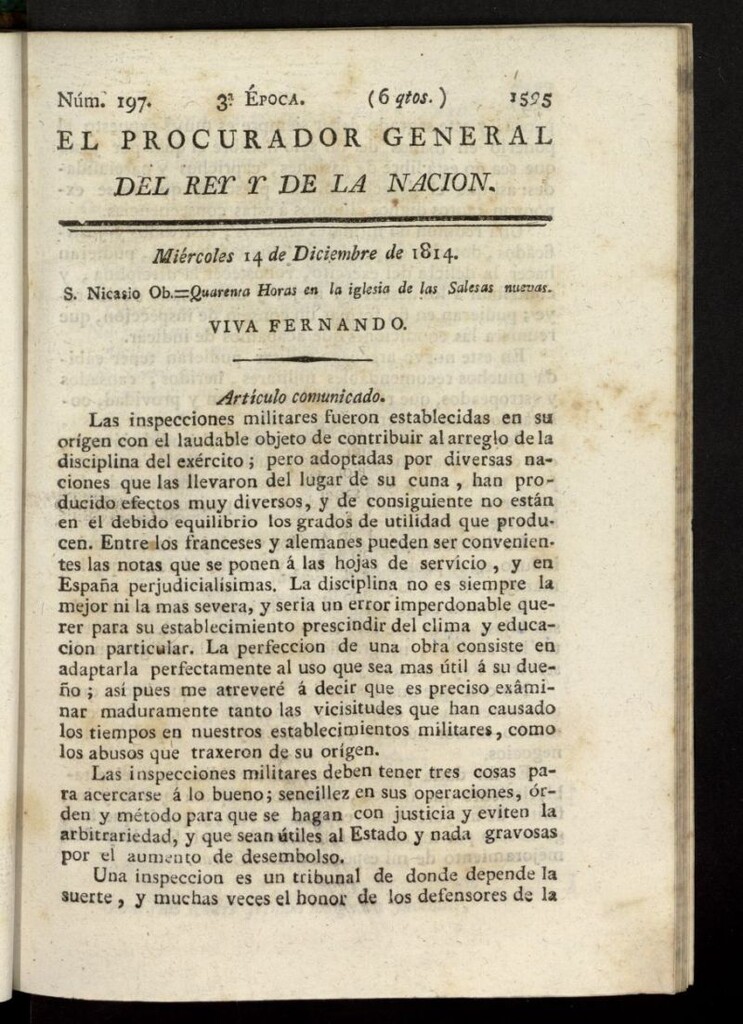 Núm. 197. 3ª ÉPOCA. (6 qtos.) 1595
EL PROCURADOR GENERAL
DEL REY Y DE LA NACION.
Miércoles 14 de Diciembre de 1814.
S. Nicasio Ob.=Quarenta Horas en la iglesia de las Salesas nuevas.
VIVA FERNANDO.
Artículo comunicado.
Las inspecciones militares fueron establecidas en su
orígen con el laudable objeto de contribuir al arreglo de la
disciplina del exército; pero adoptadas por diversas na-
ciones que las llevaron del lugar de su cuna, han pro-
ducido efectos muy diversos, y de consiguiente no están
en el debido equilibrio los grados de utilidad que produ-
cen. Entre los franceses y alemanes pueden ser convenien-
tes las notas que se ponen á las hojas de servicio, y en
España perjudicialísimas. La disciplina no es siempre la
mejor ni la mas severa, y seria un error imperdonable que-
rer para su establecimiento prescindir del clima y educa-
cion particular. La perfeccion de una obra consiste en
adaptarla perfectamente al uso que sea mas útil á su due-
ño; así pues me atreveré á decir que es preciso exâmi-
nar maduramente tanto las vicisitudes que han causado
los tiempos en nuestros establecimientos militares, como
los abusos que traxeron de su orígen.
Las inspecciones militares deben tener tres cosas pa-
ra acercarse á lo bueno; sencillez en sus operaciones, ór-
den y método para que se hagan con justicia y eviten la
arbitrariedad, y que sean útiles al Estado y nada gravosas
por el aumento de desembolso.
Una inspeccion es un tribunal de donde depende la
suerte, y muchas veces el honor de los defensores de la